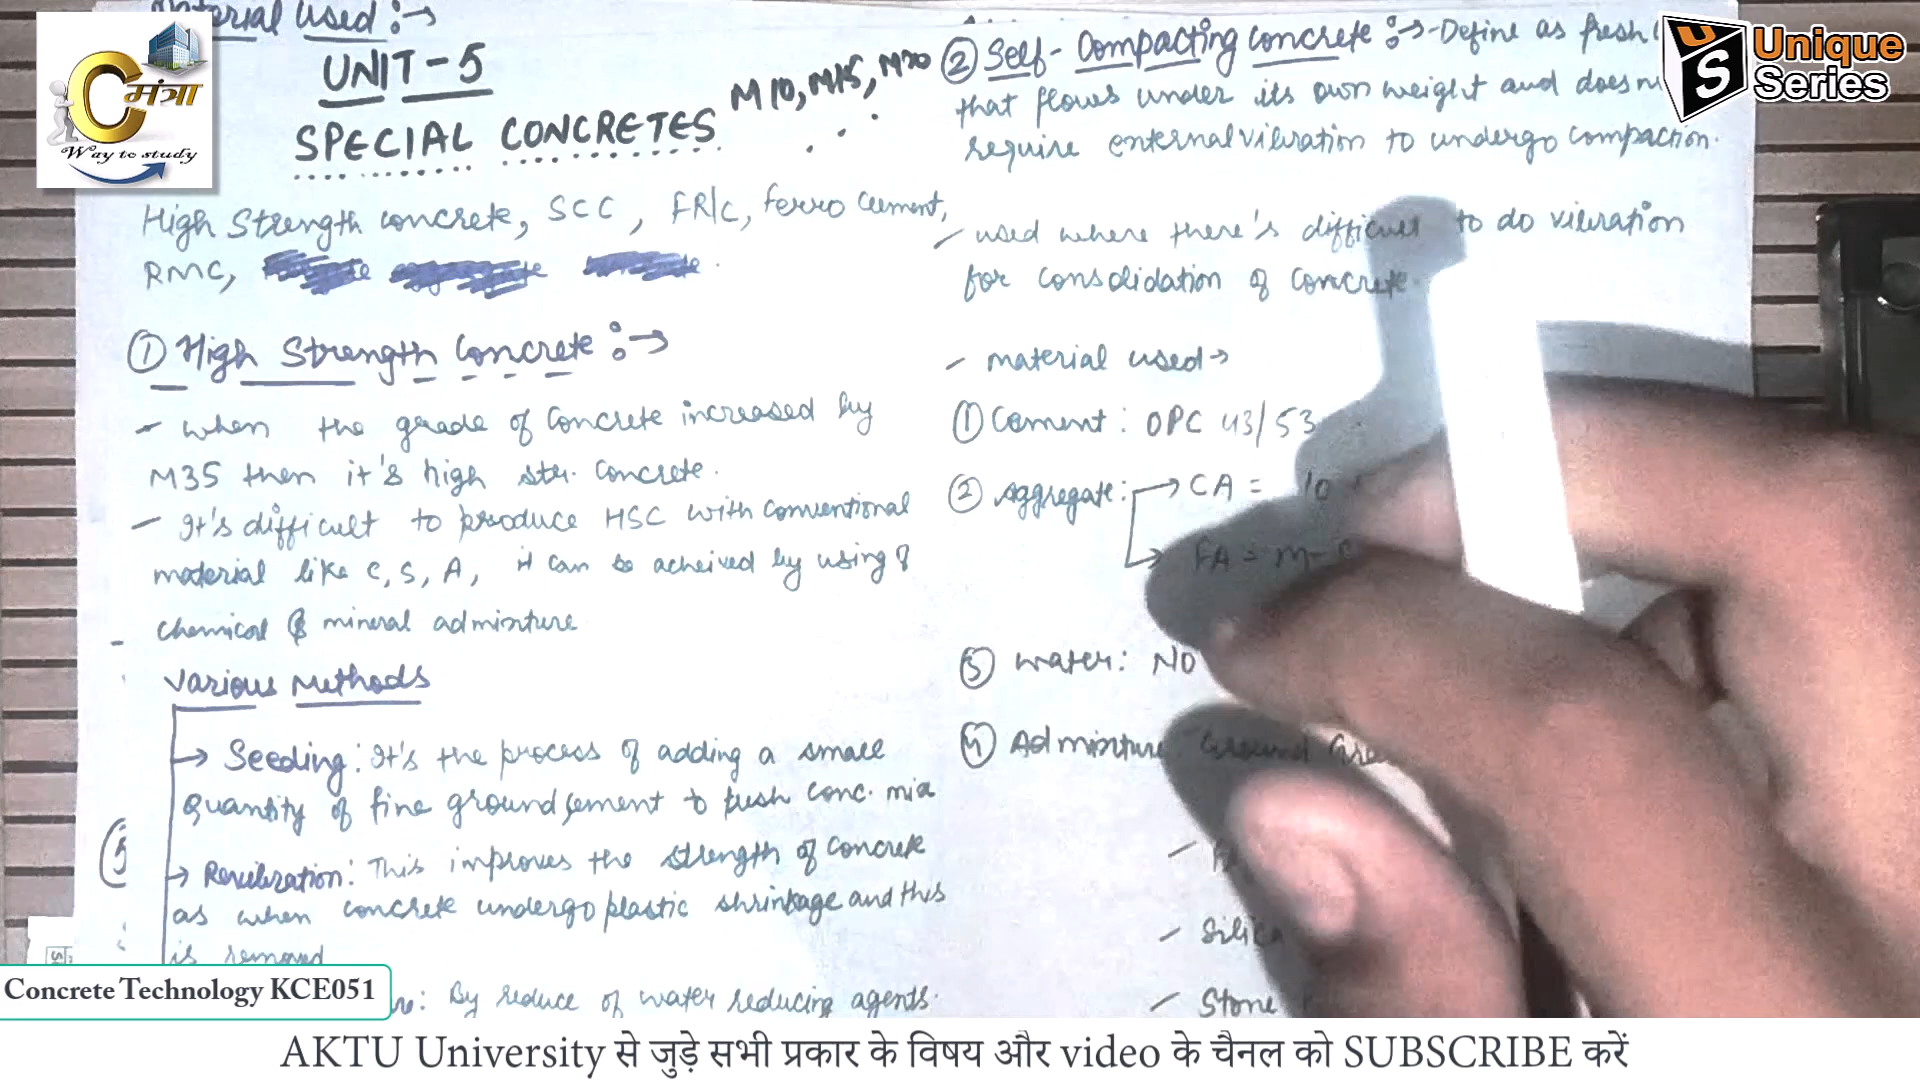 Material Used :→
UNIT-5
SPECIAL CONCRETES
M10, M15, M20
High Strength concrete, SCC, FR/C, Ferro Cement,
RMC,
① High Strength Concrete :→
- when the grade of Concrete increased by
M35 then it's high str. Concrete.
- It's difficult to produce HSC with conventional
material like C, S, A, it can be acheived by using
chemical & mineral admixture
Various Methods
→ Seeding: It's the process of adding a small
quantity of fine ground cement to fresh conc. mix
→ Revibration: This improves the strength of concrete
as when concrete undergo plastic shrinkage and this
is removed
By reduce of water reducing agents.
② Self-Compacting Concrete :→ Define as fresh
that flows under its own weight and does n
require external vibration to undergo compaction.
✓ used where there's difficult to do vibration
for consolidation of concrete.
- material used →
① Cement: OPC 43/53
② Aggregate: → CA = 10
→ FA = M-
③ Water: NO
④ Admixture: Ground
- Silica
- Stone
C मंत्रा
Way to study
US Unique
Series
Concrete Technology KCE051
AKTU University से जुड़े सभी प्रकार के विषय और video के चैनल को SUBSCRIBE करें